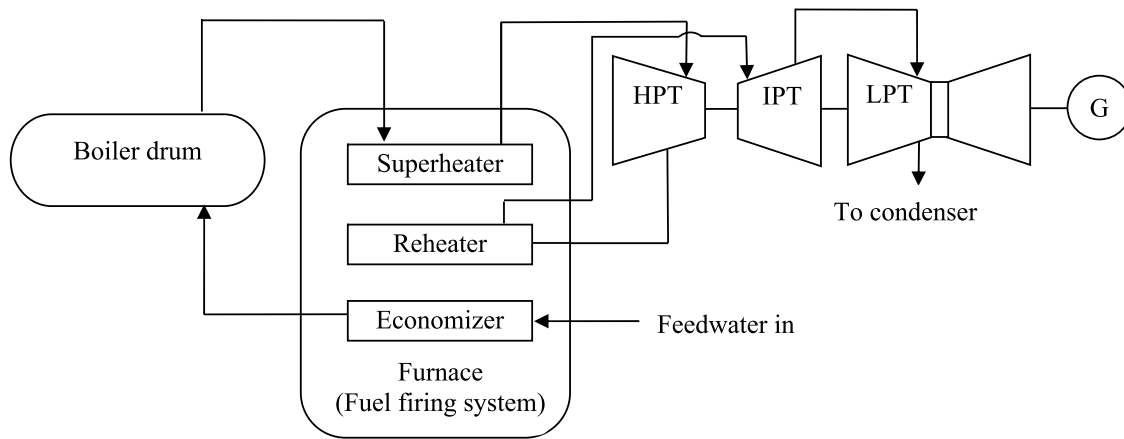 HPT
IPT
LPT
G
Boiler drum
Superheater
To condenser
Reheater
Economizer
Feedwater in
Furnace
(Fuel firing system)